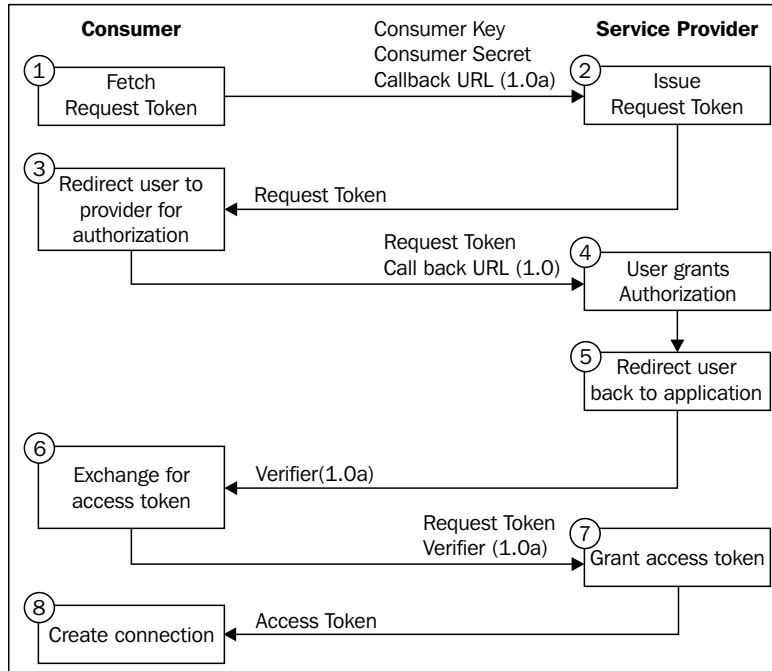 Consumer
Consumer Key
Consumer Secret
Callback URL (1.0a)
Service Provider
1
Fetch
Request Token
2
Issue
Request Token
3
Redirect user to
provider for
authorization
Request Token
Request Token
Call back URL (1.0)
4
User grants
Authorization
5
Redirect user
back to application
6
Exchange for
access token
Verifier(1.0a)
Request Token
Verifier (1.0a)
7
Grant access token
8
Create connection
Access Token